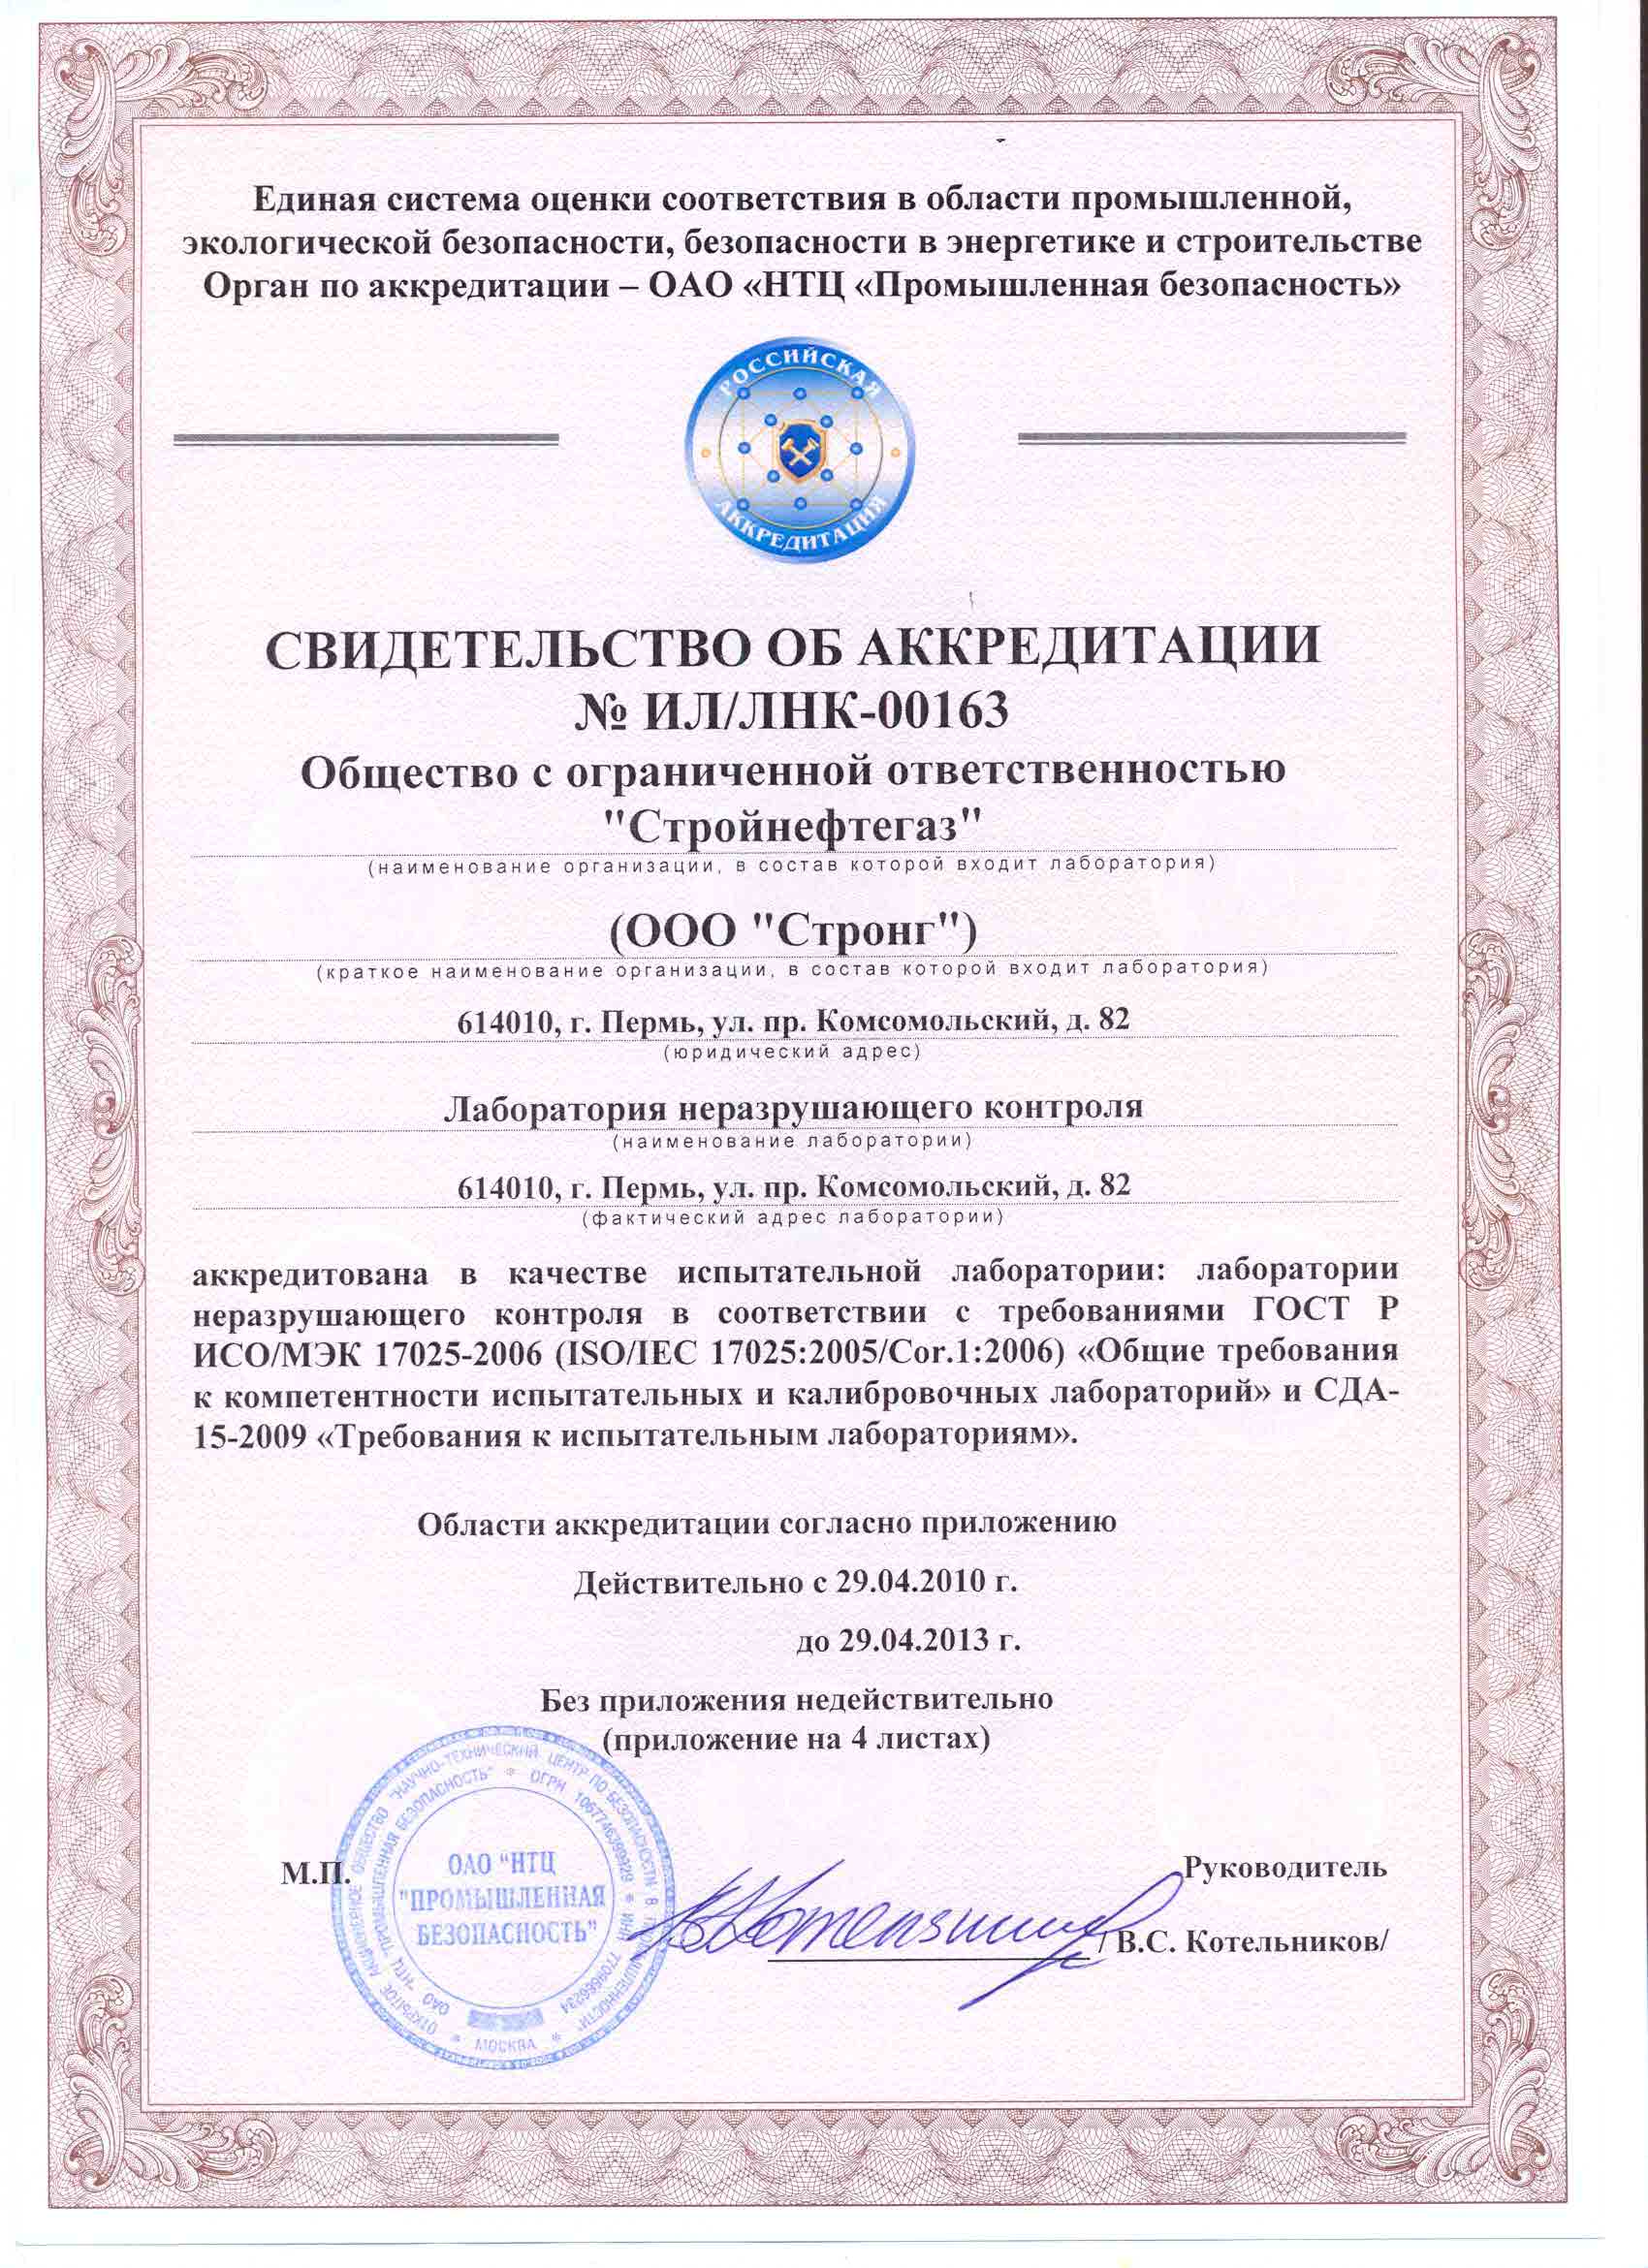 Единая система оценки соответствия в области промышленной,
экологической безопасности, безопасности в энергетике и строительстве
Орган по аккредитации – ОАО «НТЦ «Промышленная безопасность»
РОССИЙСКАЯ
АККРЕДИТАЦИЯ
СВИДЕТЕЛЬСТВО ОБ АККРЕДИТАЦИИ
№ ИЛ/ЛНК-00163
Общество с ограниченной ответственностью
"Стройнефтегаз"
(наименование организации, в состав которой входит лаборатория)
(ООО "Стронг")
(краткое наименование организации, в состав которой входит лаборатория)
614010, г. Пермь, ул. пр. Комсомольский, д. 82
(юридический адрес)
Лаборатория неразрушающего контроля
(наименование лаборатории)
614010, г. Пермь, ул. пр. Комсомольский, д. 82
(фактический адрес лаборатории)
аккредитована в качестве испытательной лаборатории: лаборатории
неразрушающего контроля в соответствии с требованиями ГОСТ Р
ИСО/МЭК 17025-2006 (ISO/IEC 17025:2005/Cor.1:2006) «Общие требования
к компетентности испытательных и калибровочных лабораторий» и СДА-
15-2009 «Требования к испытательным лабораториям».
Области аккредитации согласно приложению
Действительно с 29.04.2010 г.
до 29.04.2013 г.
Без приложения недействительно
(приложение на 4 листах)
ОТКРЫТОЕ АКЦИОНЕРНОЕ ОБЩЕСТВО "НАУЧНО-ТЕХНИЧЕСКИЙ ЦЕНТР ПО БЕЗОПАСНОСТИ В
ОАО "НТЦ "ПРОМЫШЛЕННАЯ БЕЗОПАСНОСТЬ" * ОГРН * ИНН
МОСКВА
ОАО "НТЦ
"ПРОМЫШЛЕННАЯ
БЕЗОПАСНОСТЬ"
М.П.
Руководитель
/ В.С. Котельников/